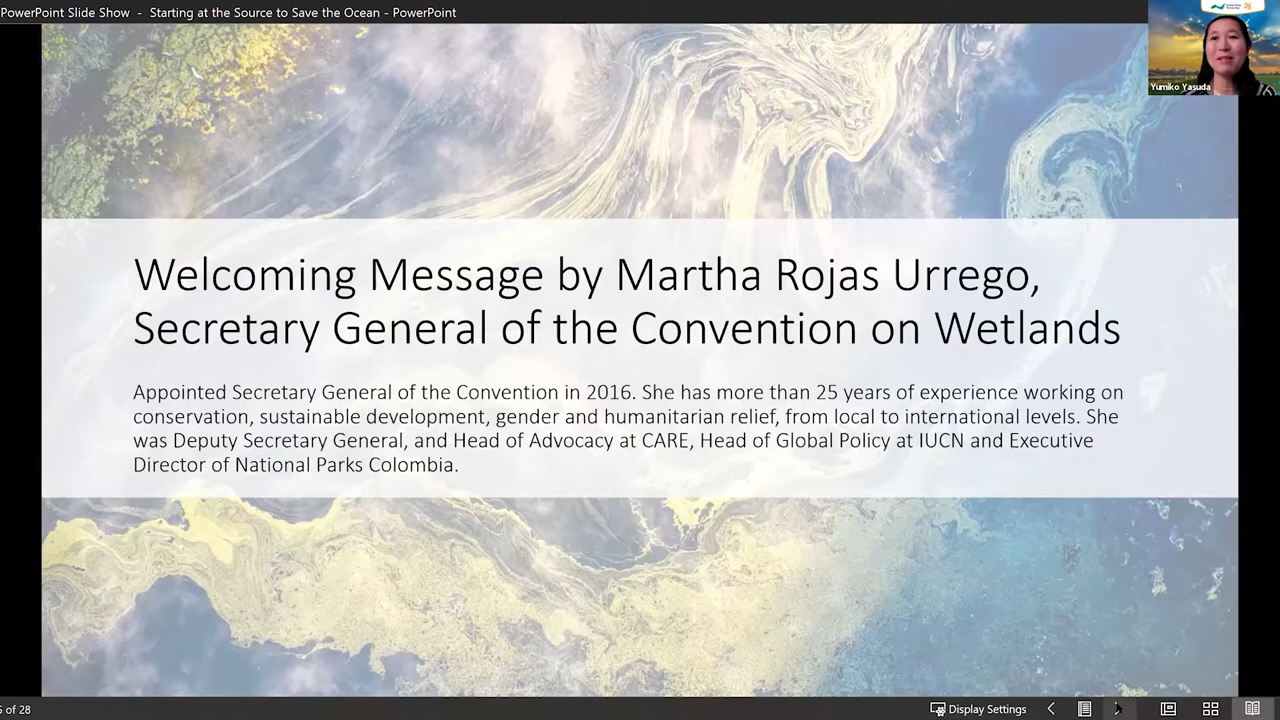 PowerPoint Slide Show - Starting at the Source to Save the Ocean - PowerPoint
Yumiko Yasuda
Welcoming Message by Martha Rojas Urrego,
Secretary General of the Convention on Wetlands
Appointed Secretary General of the Convention in 2016. She has more than 25 years of experience working on
conservation, sustainable development, gender and humanitarian relief, from local to international levels. She
was Deputy Secretary General, and Head of Advocacy at CARE, Head of Global Policy at IUCN and Executive
Director of National Parks Colombia.
of 28
Display Settings